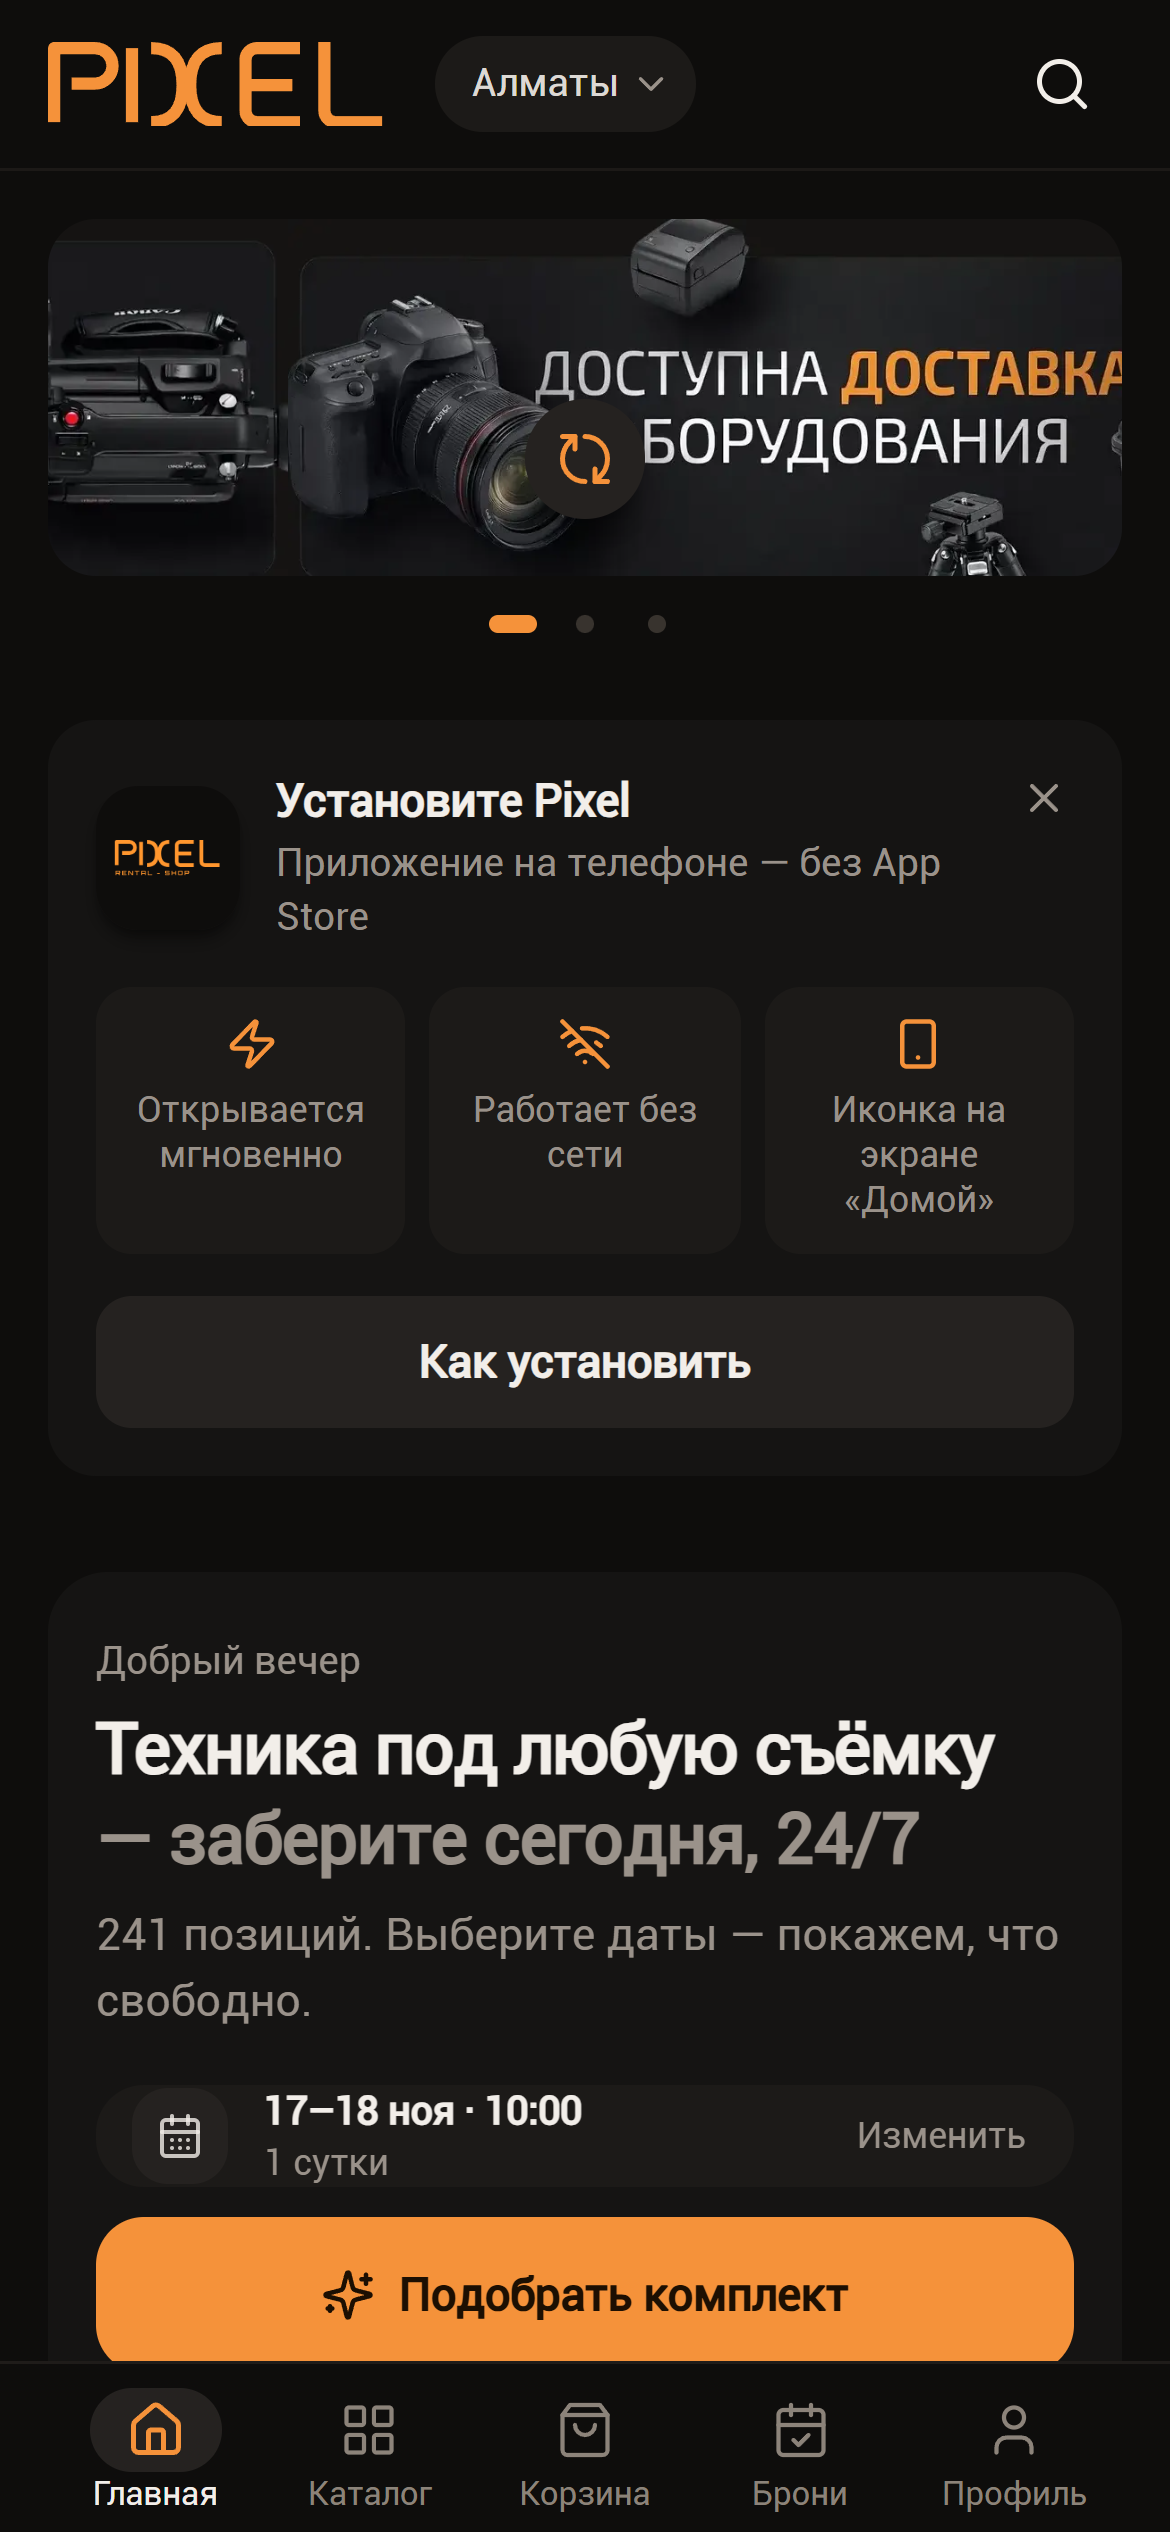 PIXEL
Алматы
Canon
ДОСТУПНА ДОСТАВКА
БОРУДОВАНИЯ
Установите Pixel
PIXEL
RENTAL - SHOP
Приложение на телефоне — без App
Store
Открывается
мгновенно
Работает без
сети
Иконка на
экране
«Домой»
Как установить
Добрый вечер
Техника под любую съёмку
— заберите сегодня, 24/7
241 позиций. Выберите даты — покажем, что
свободно.
17–18 ноя · 10:00
1 сутки
Изменить
Подобрать комплект
Главная
Каталог
Корзина
Брони
Профиль